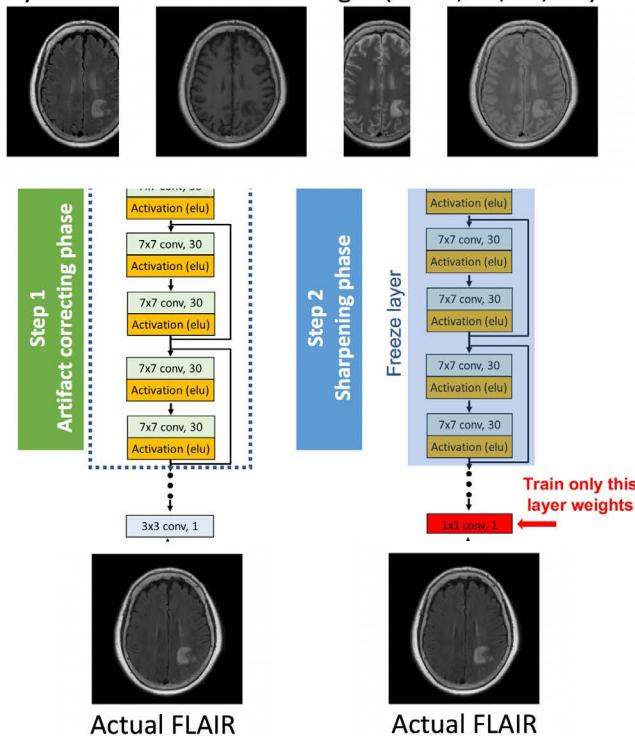 Step 1
Artifact correcting phase
Activation (elu)
7x7 conv, 30
Activation (elu)
7x7 conv, 30
Activation (elu)
7x7 conv, 30
Activation (elu)
7x7 conv, 30
Activation (elu)
3x3 conv, 1
Step 2
Sharpening phase
Freeze layer
Activation (elu)
7x7 conv, 30
Activation (elu)
7x7 conv, 30
Activation (elu)
7x7 conv, 30
Activation (elu)
7x7 conv, 30
Activation (elu)
1x1 conv, 1
Train only this
layer weights
Actual FLAIR
Actual FLAIR